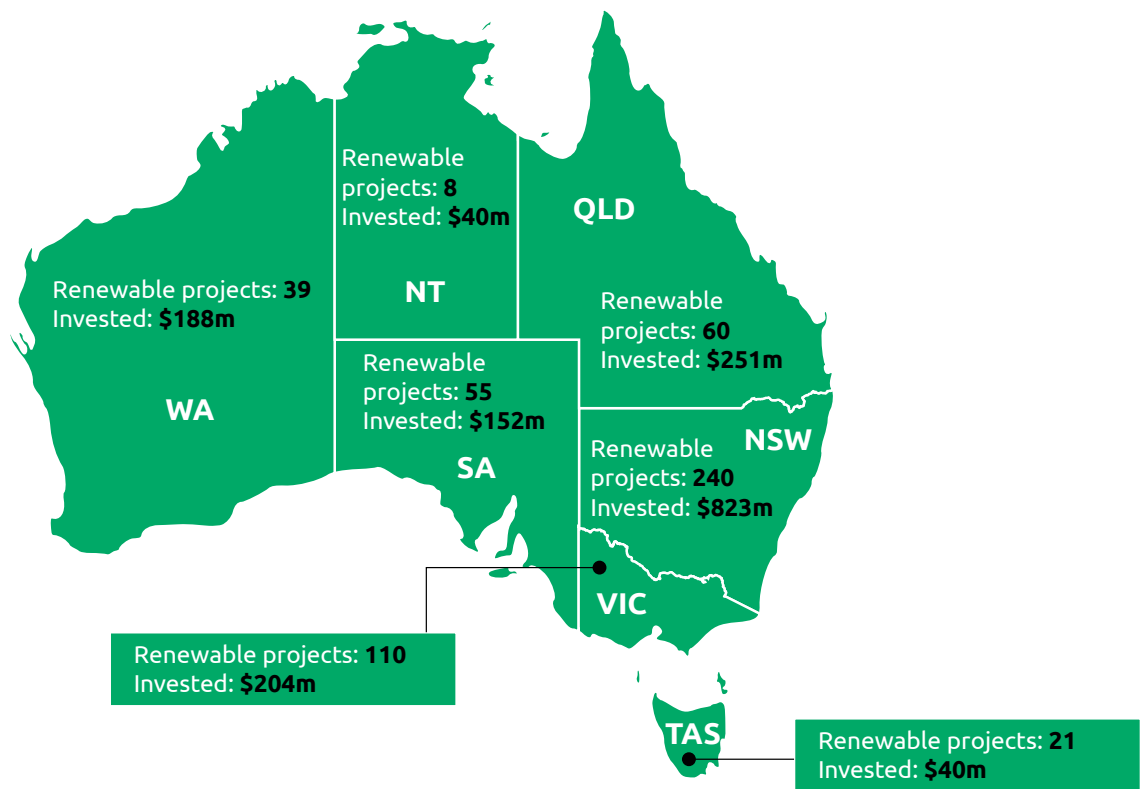 Renewable
projects: 8
Invested: $40m
NT
QLD
Renewable
projects: 60
Invested: $251m
Renewable projects: 39
Invested: $188m
WA
Renewable
projects: 55
Invested: $152m
SA
NSW
Renewable
projects: 240
Invested: $823m
VIC
Renewable projects: 110
Invested: $204m
TAS
Renewable projects: 21
Invested: $40m